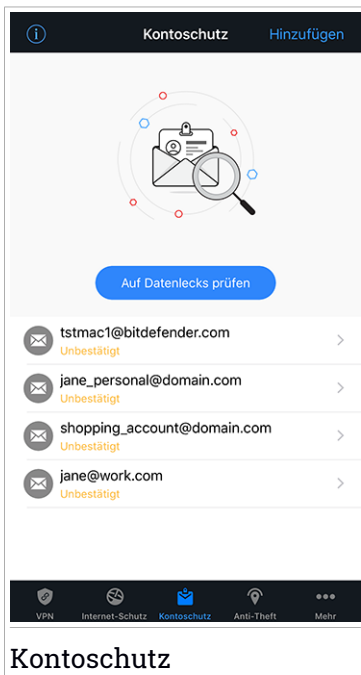 Kontoschutz
Hinzufügen
Auf Datenlecks prüfen
tstmac1@bitdefender.com
Unbestätigt
jane_personal@domain.com
Unbestätigt
shopping_account@domain.com
Unbestätigt
jane@work.com
Unbestätigt
VPN
Internet-Schutz
Kontoschutz
Anti-Theft
Mehr
Kontoschutz